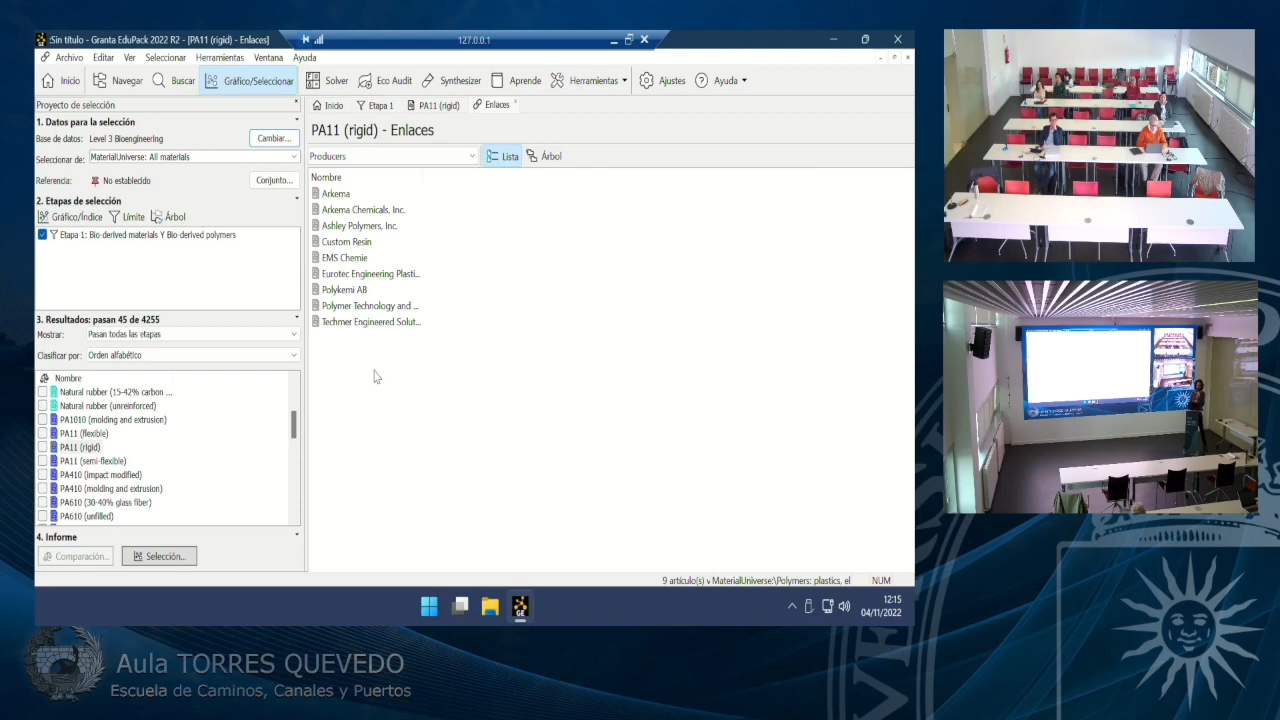 :Sin título - Granta EduPack 2022 R2 - [PA11 (rigid) - Enlaces]
127.0.0.1
Archivo Editar Ver Seleccionar Herramientas Ventana Ayuda
Inicio Navegar Buscar Gráfico/Seleccionar Solver Eco Audit Synthesizer Aprende Herramientas Ajustes Ayuda
Proyecto de selección
1. Datos para la selección
Base de datos: Level 3 Bioengineering Cambiar...
Seleccionar de: MaterialUniverse: All materials
Referencia: No establecido Conjunto...
2. Etapas de selección
Gráfico/Índice Límite Árbol
Etapa 1: Bio-derived materials Y Bio-derived polymers
3. Resultados: pasan 45 de 4255
Mostrar: Pasan todas las etapas
Clasificar por: Orden alfabético
Nombre
Natural rubber (15-42% carbon ...
Natural rubber (unreinforced)
PA1010 (molding and extrusion)
PA11 (flexible)
PA11 (rigid)
PA11 (semi-flexible)
PA410 (impact modified)
PA410 (molding and extrusion)
PA610 (30-40% glass fiber)
PA610 (unfilled)
4. Informe
Comparación... Selección...
Inicio Etapa 1 PA11 (rigid) Enlaces
PA11 (rigid) - Enlaces
Producers Lista Árbol
Nombre
Arkema
Arkema Chemicals, Inc.
Ashley Polymers, Inc.
Custom Resin
EMS Chemie
Eurotec Engineering Plasti...
Polykemi AB
Polymer Technology and ...
Techmer Engineered Solut...
9 artículo(s) v MaterialUniverse:\Polymers: plastics, el NUM
GE
12:15
04/11/2022
Aula TORRES QUEVEDO
Escuela de Caminos, Canales y Puertos